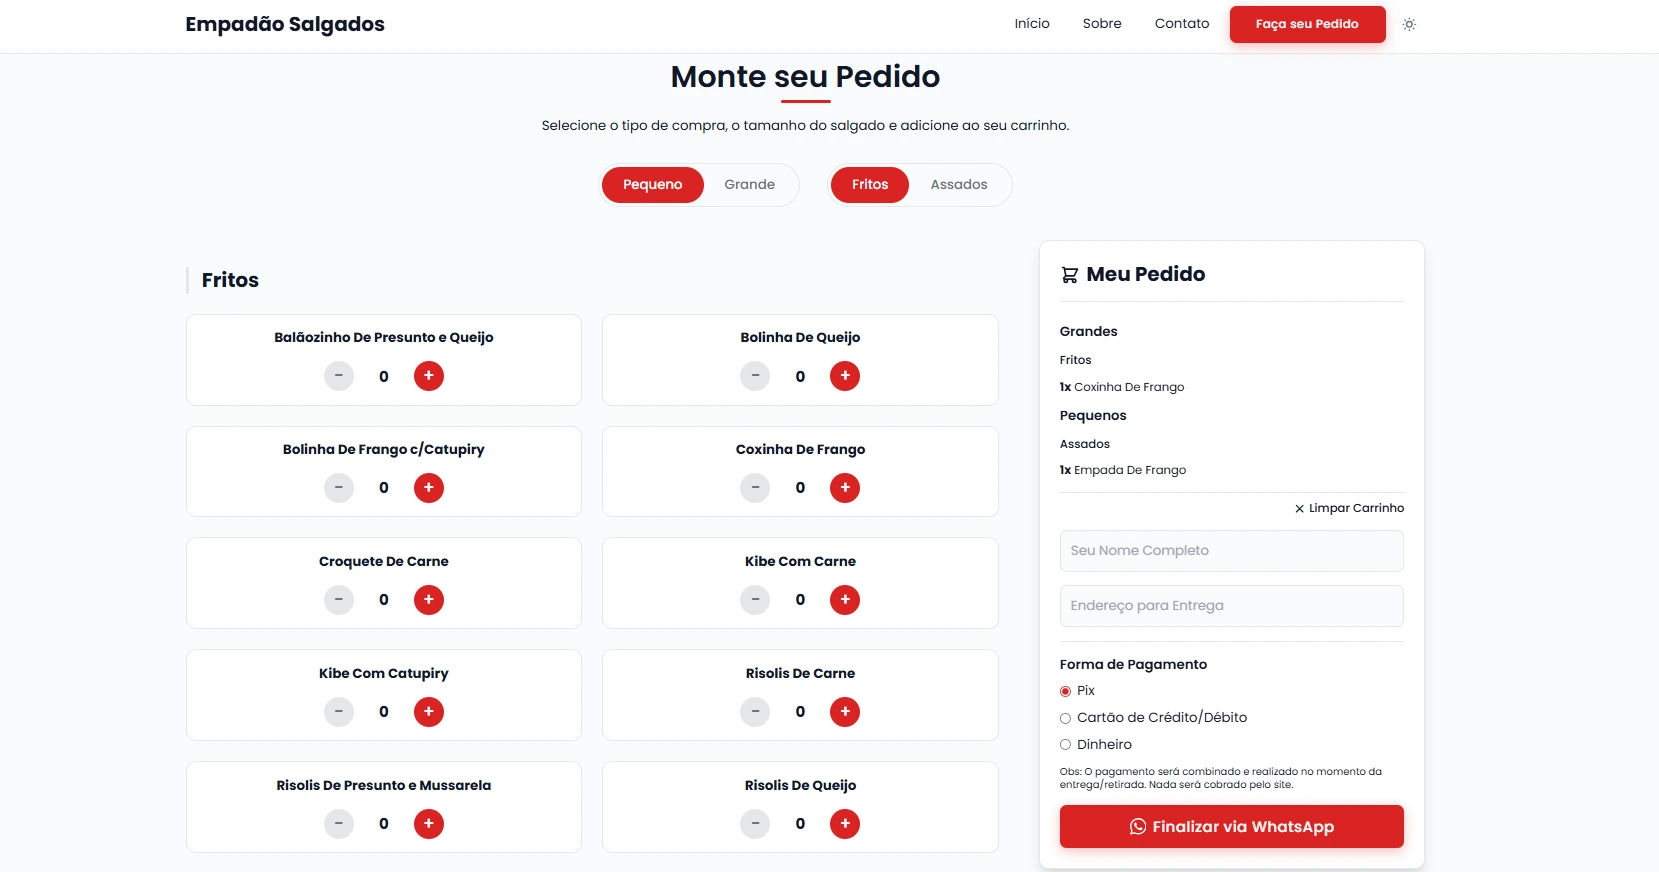 Empadão Salgados
Início
Sobre
Contato
Faça seu Pedido
Monte seu Pedido
Selecione o tipo de compra, o tamanho do salgado e adicione ao seu carrinho.
Pequeno
Grande
Fritos
Assados
Fritos
Balãozinho De Presunto e Queijo
− 0 +
Bolinha De Queijo
− 0 +
Bolinha De Frango c/Catupiry
− 0 +
Coxinha De Frango
− 0 +
Croquete De Carne
− 0 +
Kibe Com Carne
− 0 +
Kibe Com Catupiry
− 0 +
Risolis De Carne
− 0 +
Risolis De Presunto e Mussarela
− 0 +
Risolis De Queijo
− 0 +
Meu Pedido
Grandes
Fritos
1x Coxinha De Frango
Pequenos
Assados
1x Empada De Frango
× Limpar Carrinho
Seu Nome Completo
Endereço para Entrega
Forma de Pagamento
Pix
Cartão de Crédito/Débito
Dinheiro
Obs: O pagamento será combinado e realizado no momento da
entrega/retirada. Nada será cobrado pelo site.
Finalizar via WhatsApp